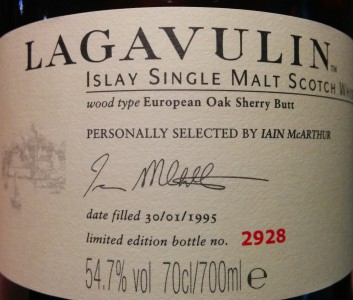 LAGAVULIN™
ISLAY SINGLE MALT SCOTCH
wood type European Oak Sherry Butt
PERSONALLY SELECTED BY IAIN McARTHUR
date filled 30/01/1995
limited edition bottle no. 2928
54.7% vol 70cl/700ml e